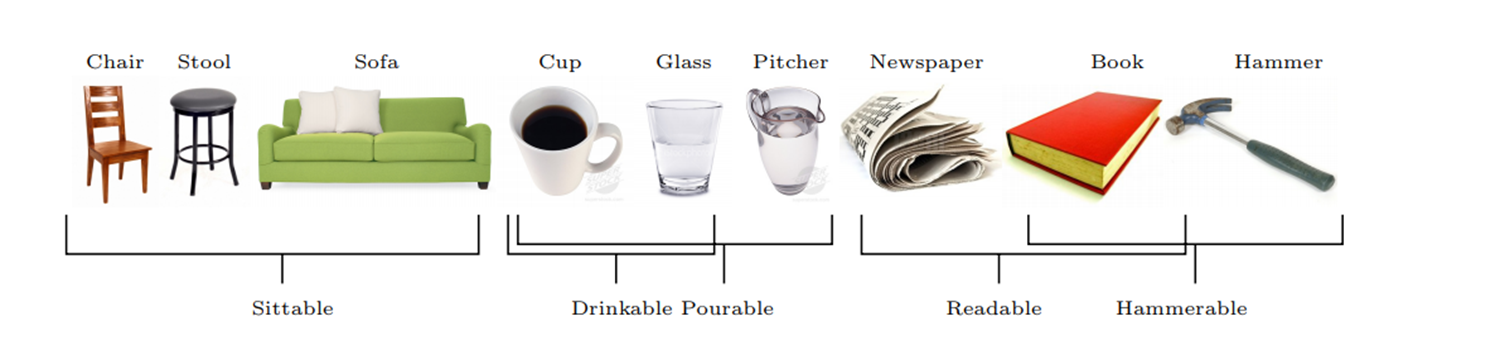 Chair Stool Sofa Cup Glass Pitcher Newspaper Book Hammer
Sittable Drinkable Pourable Readable Hammerable